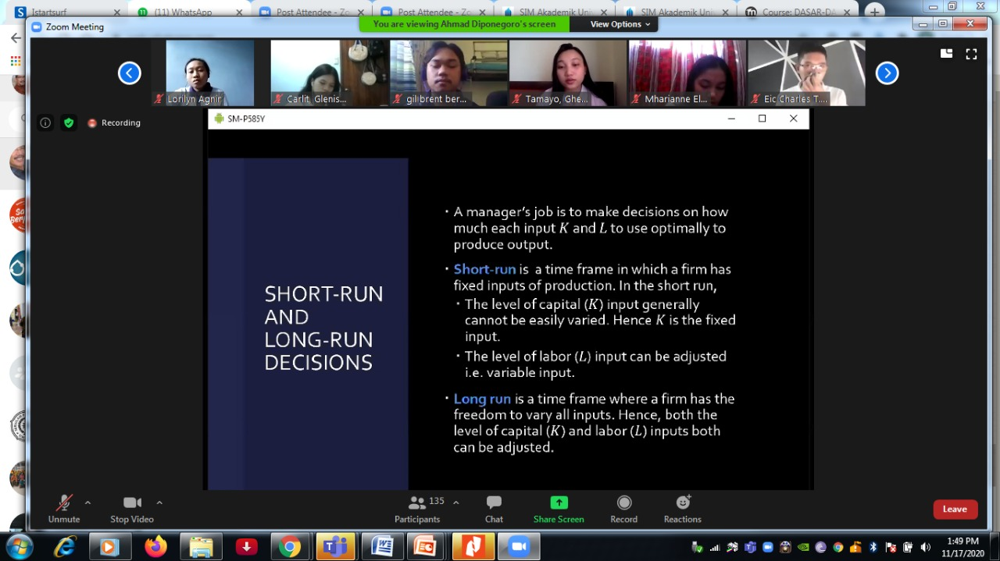 Istartsurf
(11) WhatsApp
Post Attendee - Zo
Post Attendee - Zoo
SIM Akademik Univ
SIM Akademik Univ
Course: DASAR-DA
Zoom Meeting
You are viewing Ahmad Diponegoro's screen
View Options
Lorilyn Agnir
Carlit, Glenis...
gil brent ber...
Tamayo, Ghe...
Mharianne El...
Eic Charles T....
Recording
SM-P585Y
SHORT-RUN
AND
LONG-RUN
DECISIONS
· A manager's job is to make decisions on how
much each input K and L to use optimally to
produce output.
· Short-run is a time frame in which a firm has
fixed inputs of production. In the short run,
· The level of capital (K) input generally
cannot be easily varied. Hence K is the fixed
input.
· The level of labor (L) input can be adjusted
i.e. variable input.
· Long run is a time frame where a firm has the
freedom to vary all inputs. Hence, both the
level of capital (K) and labor (L) inputs both
can be adjusted.
Unmute
Stop Video
135
Participants
Chat
Share Screen
Record
Reactions
Leave
1:49 PM
11/17/2020